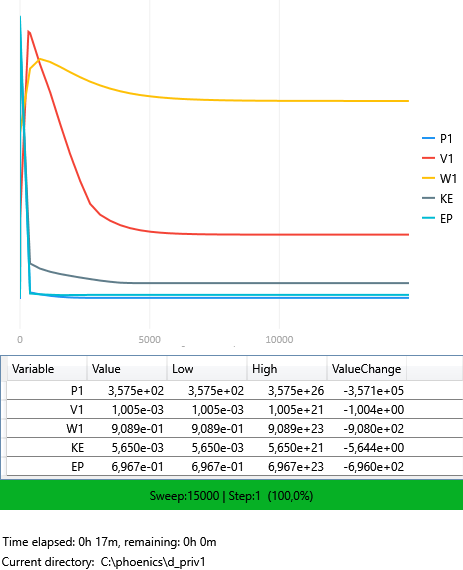 P1
V1
W1
KE
EP
0 5000 10000
Variable Value Low High ValueChange
P1 3,575e+02 3,575e+02 3,575e+26 -3,571e+05
V1 1,005e-03 1,005e-03 1,005e+21 -1,004e+00
W1 9,089e-01 9,089e-01 9,089e+23 -9,080e+02
KE 5,650e-03 5,650e-03 5,650e+21 -5,644e+00
EP 6,967e-01 6,967e-01 6,967e+23 -6,960e+02
Sweep:15000 | Step:1 (100,0%)
Time elapsed: 0h 17m, remaining: 0h 0m
Current directory: C:\phoenics\d_priv1